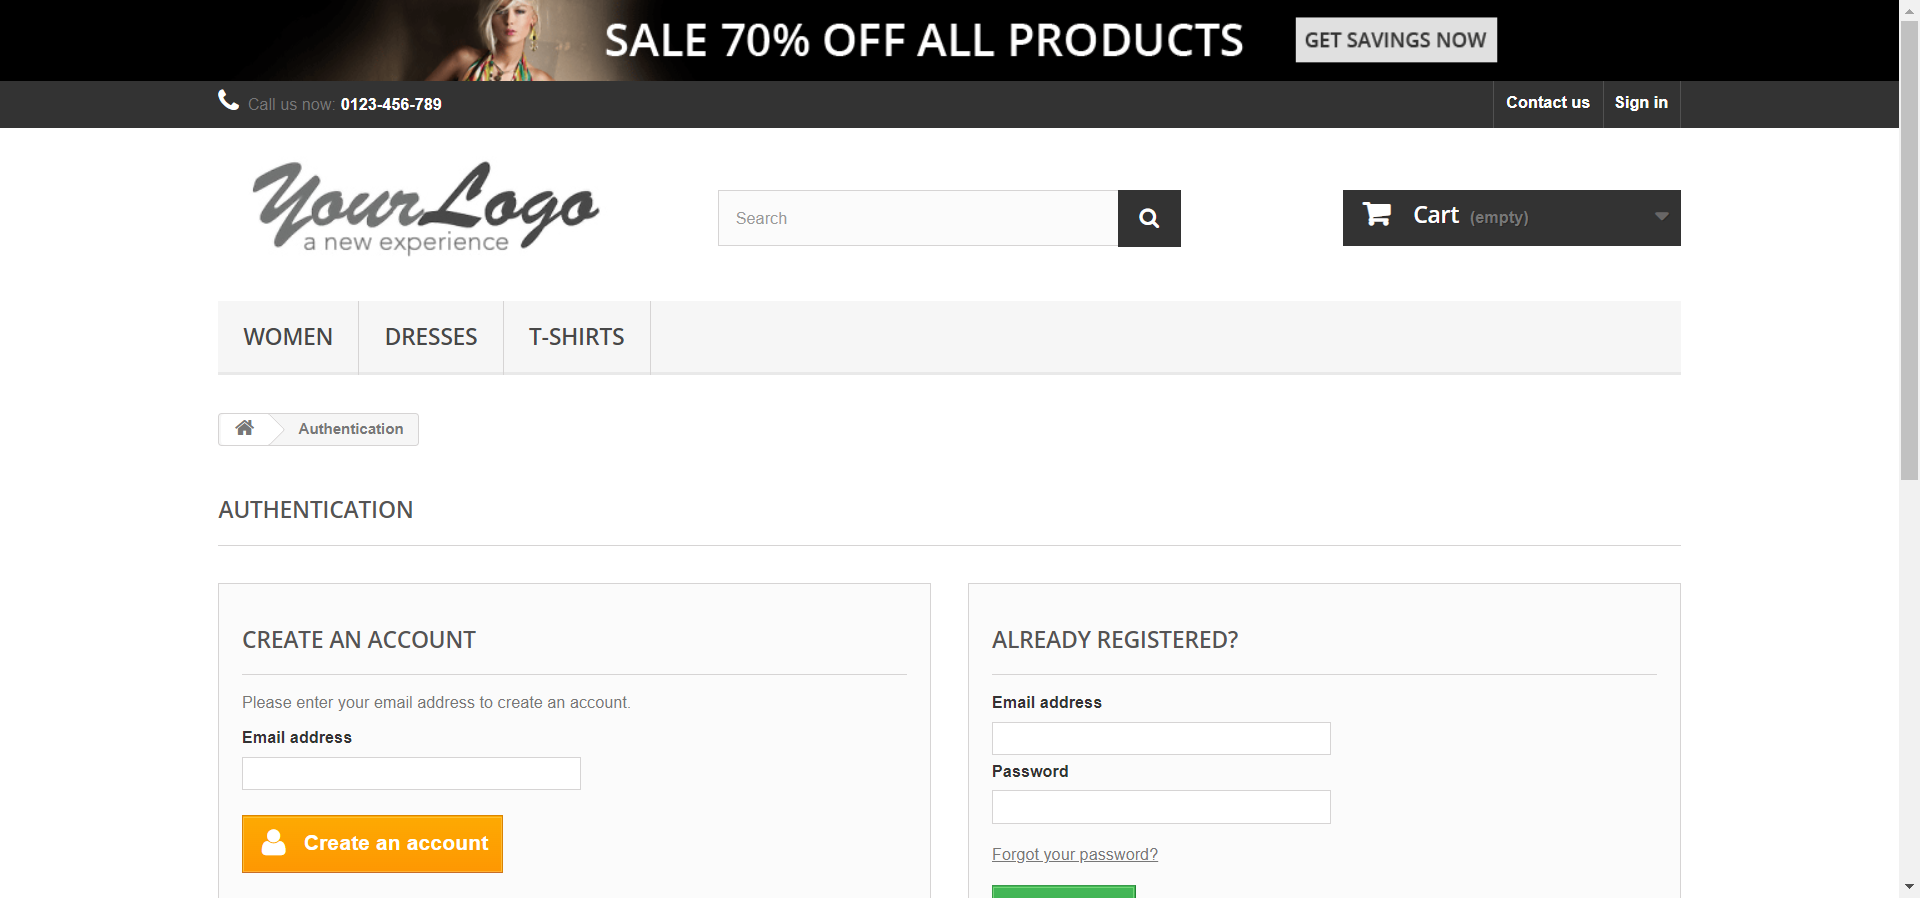 SALE 70% OFF ALL PRODUCTS
GET SAVINGS NOW
Call us now: 0123-456-789
Contact us
Sign in
YourLogo
a new experience
Search
Cart (empty)
WOMEN
DRESSES
T-SHIRTS
Authentication
AUTHENTICATION
CREATE AN ACCOUNT
Please enter your email address to create an account.
Email address
Create an account
ALREADY REGISTERED?
Email address
Password
Forgot your password?